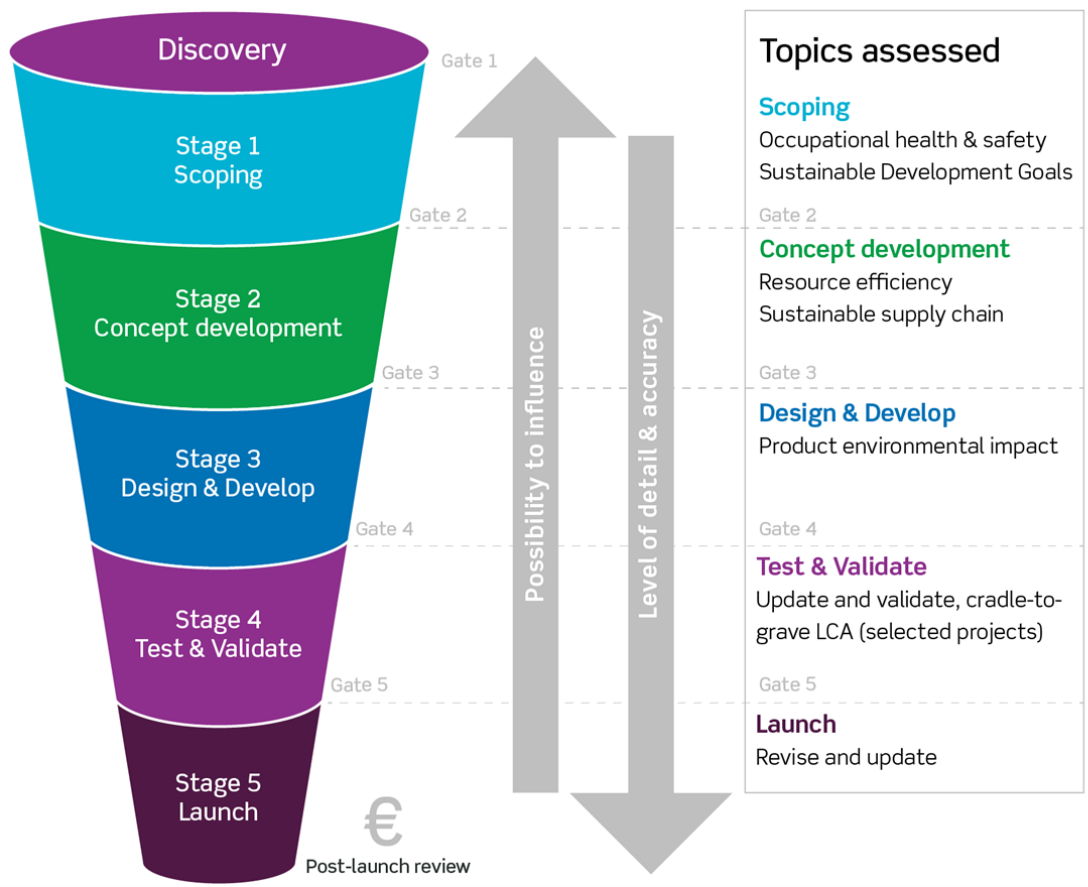 Discovery
Gate 1
Stage 1
Scoping
Gate 2
Stage 2
Concept development
Gate 3
Stage 3
Design & Develop
Gate 4
Stage 4
Test & Validate
Gate 5
Stage 5
Launch
€
Post-launch review
Possibility to influence
Level of detail & accuracy
Topics assessed
Scoping
Occupational health & safety
Sustainable Development Goals
Gate 2
Concept development
Resource efficiency
Sustainable supply chain
Gate 3
Design & Develop
Product environmental impact
Gate 4
Test & Validate
Update and validate, cradle-to-
grave LCA (selected projects)
Gate 5
Launch
Revise and update